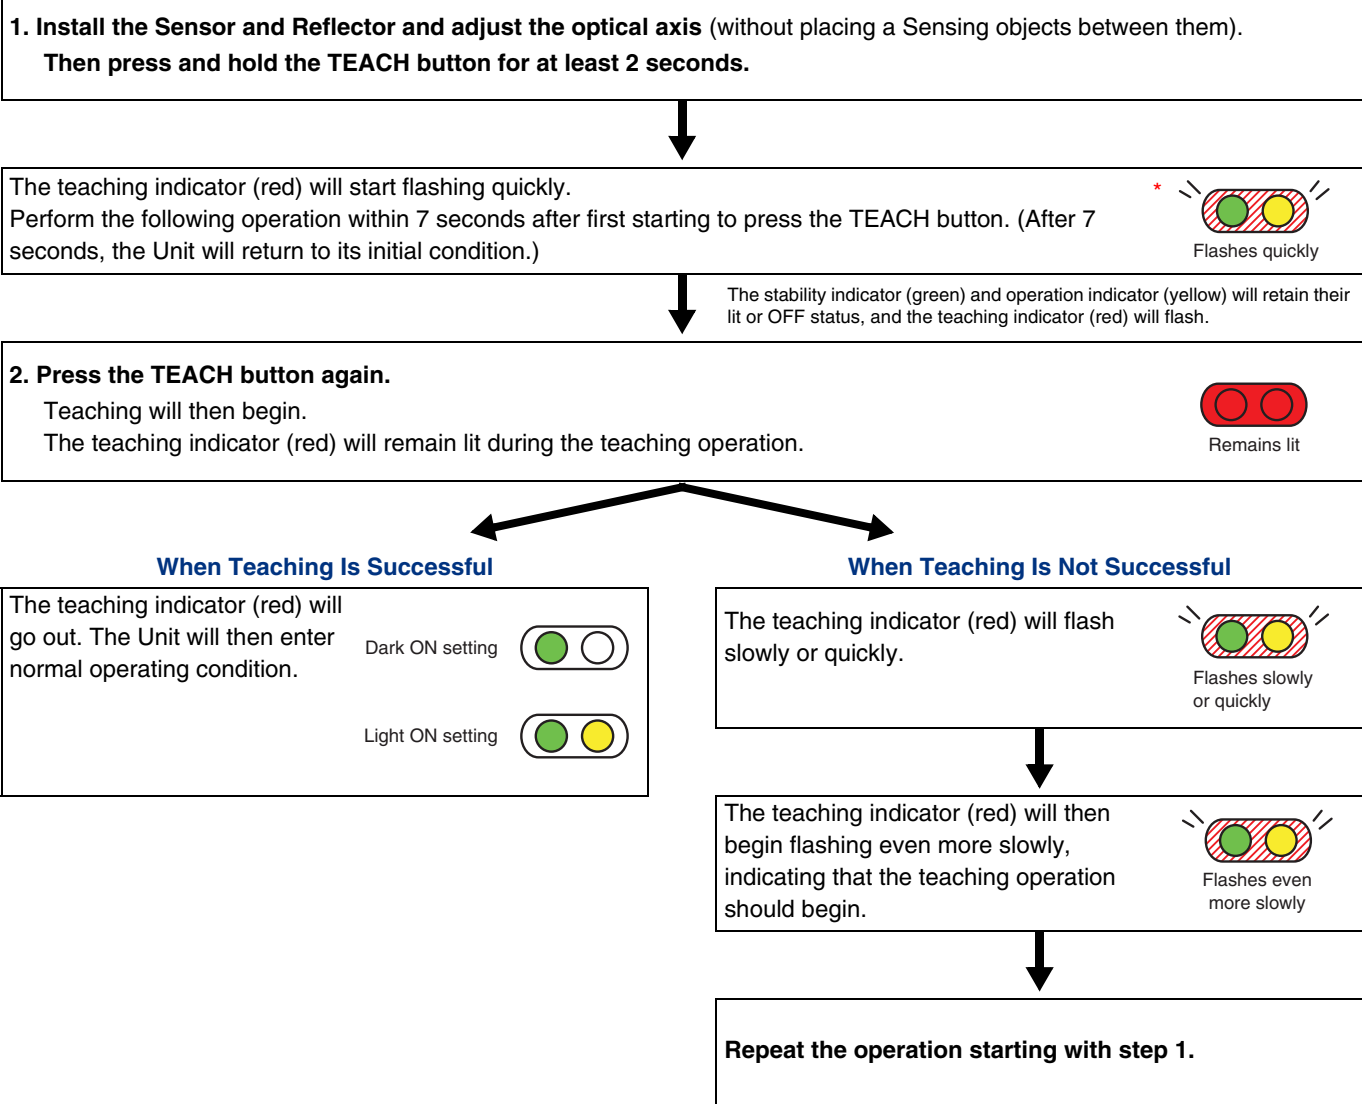 1. Install the Sensor and Reflector and adjust the optical axis (without placing a Sensing objects between them).
Then press and hold the TEACH button for at least 2 seconds.
The teaching indicator (red) will start flashing quickly.
Perform the following operation within 7 seconds after first starting to press the TEACH button. (After 7
seconds, the Unit will return to its initial condition.)
*
Flashes quickly
The stability indicator (green) and operation indicator (yellow) will retain their
lit or OFF status, and the teaching indicator (red) will flash.
2. Press the TEACH button again.
Teaching will then begin.
The teaching indicator (red) will remain lit during the teaching operation.
Remains lit
When Teaching Is Successful
The teaching indicator (red) will
go out. The Unit will then enter
normal operating condition.
Dark ON setting
Light ON setting
When Teaching Is Not Successful
The teaching indicator (red) will flash
slowly or quickly.
Flashes slowly
or quickly
The teaching indicator (red) will then
begin flashing even more slowly,
indicating that the teaching operation
should begin.
Flashes even
more slowly
Repeat the operation starting with step 1.